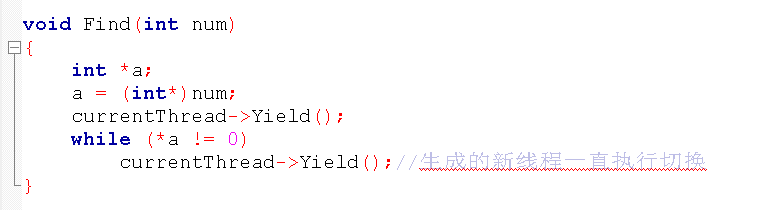 void Find(int num)
{
    int *a;
    a = (int*)num;
    currentThread->Yield();
    while (*a != 0)
        currentThread->Yield();//生成的新线程一直执行切换
}